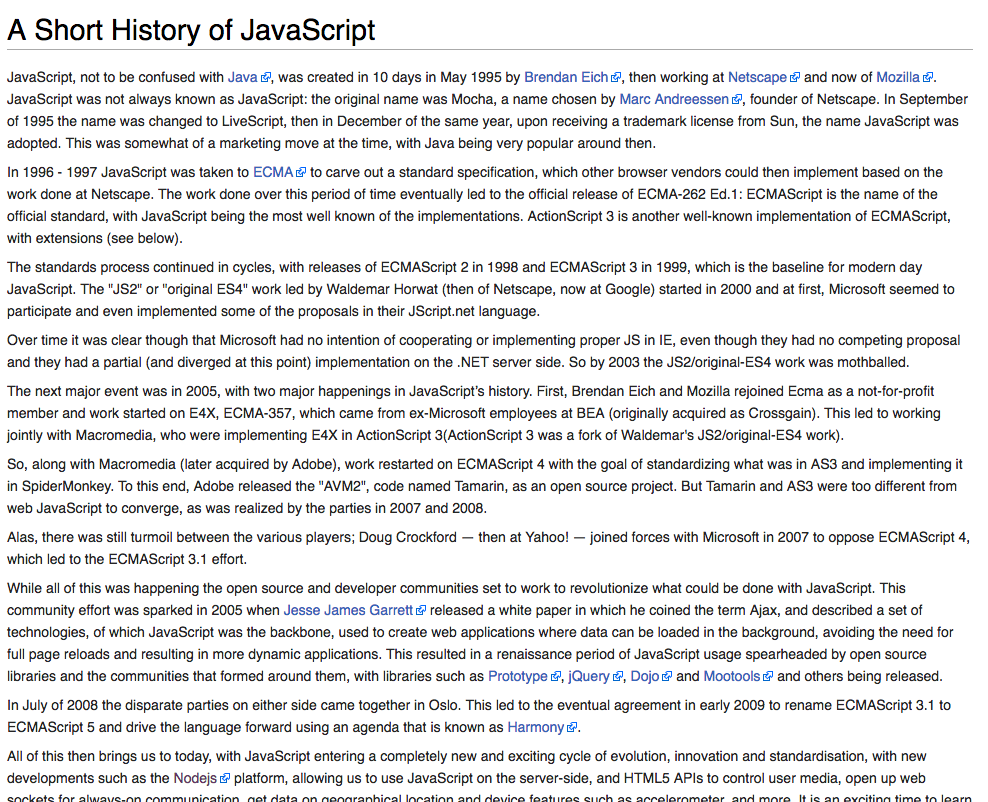 A Short History of JavaScript
JavaScript, not to be confused with Java, was created in 10 days in May 1995 by Brendan Eich, then working at Netscape and now of Mozilla.
JavaScript was not always known as JavaScript: the original name was Mocha, a name chosen by Marc Andreessen, founder of Netscape. In September
of 1995 the name was changed to LiveScript, then in December of the same year, upon receiving a trademark license from Sun, the name JavaScript was
adopted. This was somewhat of a marketing move at the time, with Java being very popular around then.
In 1996 - 1997 JavaScript was taken to ECMA to carve out a standard specification, which other browser vendors could then implement based on the
work done at Netscape. The work done over this period of time eventually led to the official release of ECMA-262 Ed.1: ECMAScript is the name of the
official standard, with JavaScript being the most well known of the implementations. ActionScript 3 is another well-known implementation of ECMAScript,
with extensions (see below).
The standards process continued in cycles, with releases of ECMAScript 2 in 1998 and ECMAScript 3 in 1999, which is the baseline for modern day
JavaScript. The "JS2" or "original ES4" work led by Waldemar Horwat (then of Netscape, now at Google) started in 2000 and at first, Microsoft seemed to
participate and even implemented some of the proposals in their JScript.net language.
Over time it was clear though that Microsoft had no intention of cooperating or implementing proper JS in IE, even though they had no competing proposal
and they had a partial (and diverged at this point) implementation on the .NET server side. So by 2003 the JS2/original-ES4 work was mothballed.
The next major event was in 2005, with two major happenings in JavaScript's history. First, Brendan Eich and Mozilla rejoined Ecma as a not-for-profit
member and work started on E4X, ECMA-357, which came from ex-Microsoft employees at BEA (originally acquired as Crossgain). This led to working
jointly with Macromedia, who were implementing E4X in ActionScript 3(ActionScript 3 was a fork of Waldemar's JS2/original-ES4 work).
So, along with Macromedia (later acquired by Adobe), work restarted on ECMAScript 4 with the goal of standardizing what was in AS3 and implementing it
in SpiderMonkey. To this end, Adobe released the "AVM2", code named Tamarin, as an open source project. But Tamarin and AS3 were too different from
web JavaScript to converge, as was realized by the parties in 2007 and 2008.
Alas, there was still turmoil between the various players; Doug Crockford — then at Yahoo! — joined forces with Microsoft in 2007 to oppose ECMAScript 4,
which led to the ECMAScript 3.1 effort.
While all of this was happening the open source and developer communities set to work to revolutionize what could be done with JavaScript. This
community effort was sparked in 2005 when Jesse James Garrett released a white paper in which he coined the term Ajax, and described a set of
technologies, of which JavaScript was the backbone, used to create web applications where data can be loaded in the background, avoiding the need for
full page reloads and resulting in more dynamic applications. This resulted in a renaissance period of JavaScript usage spearheaded by open source
libraries and the communities that formed around them, with libraries such as Prototype, jQuery, Dojo and Mootools and others being released.
In July of 2008 the disparate parties on either side came together in Oslo. This led to the eventual agreement in early 2009 to rename ECMAScript 3.1 to
ECMAScript 5 and drive the language forward using an agenda that is known as Harmony.
All of this then brings us to today, with JavaScript entering a completely new and exciting cycle of evolution, innovation and standardisation, with new
developments such as the Nodejs platform, allowing us to use JavaScript on the server-side, and HTML5 APIs to control user media, open up web
sockets for always-on communication, get data on geographical location and device features such as accelerometer, and more. It is an exciting time to learn